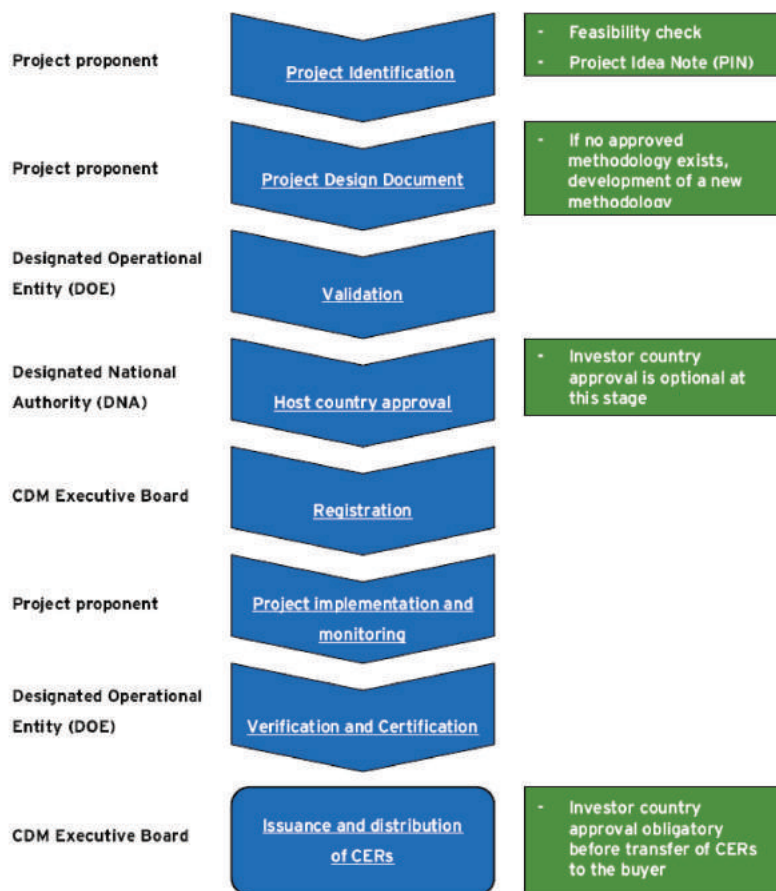 Project proponent
Project Identification
- Feasibility check
- Project Idea Note (PIN)
Project proponent
Project Design Document
- If no approved
methodology exists,
development of a new
methodology
Designated Operational
Entity (DOE)
Validation
Designated National
Authority (DNA)
Host country approval
- Investor country
approval is optional at
this stage
CDM Executive Board
Registration
Project proponent
Project implementation and
monitoring
Designated Operational
Entity (DOE)
Verification and Certification
CDM Executive Board
Issuance and distribution
of CERs
- Investor country
approval obligatory
before transfer of CERs
to the buyer